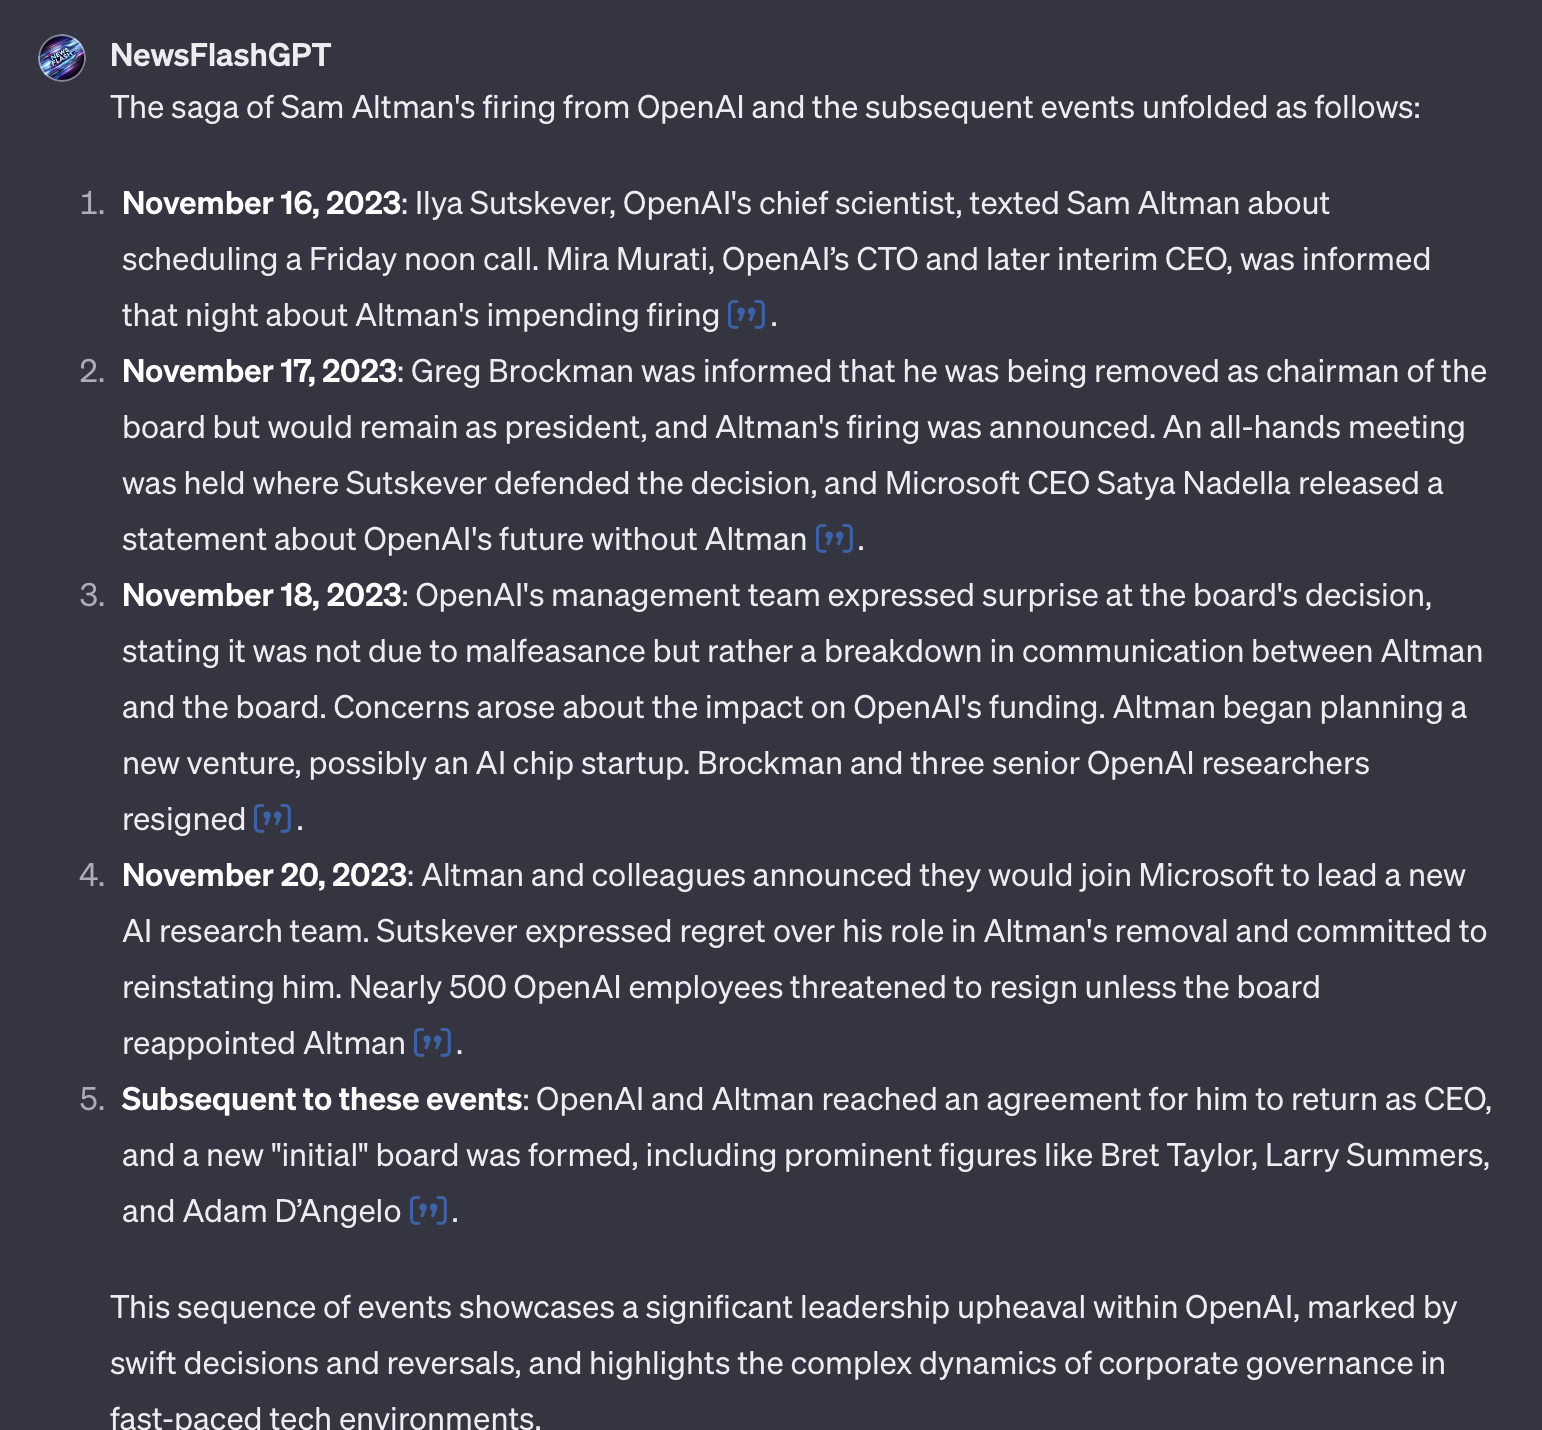 NewsFlashGPT
The saga of Sam Altman's firing from OpenAI and the subsequent events unfolded as follows:
1. November 16, 2023: Ilya Sutskever, OpenAI's chief scientist, texted Sam Altman about
scheduling a Friday noon call. Mira Murati, OpenAI’s CTO and later interim CEO, was informed
that night about Altman's impending firing [”].
2. November 17, 2023: Greg Brockman was informed that he was being removed as chairman of the
board but would remain as president, and Altman's firing was announced. An all-hands meeting
was held where Sutskever defended the decision, and Microsoft CEO Satya Nadella released a
statement about OpenAI's future without Altman [”].
3. November 18, 2023: OpenAI's management team expressed surprise at the board's decision,
stating it was not due to malfeasance but rather a breakdown in communication between Altman
and the board. Concerns arose about the impact on OpenAI's funding. Altman began planning a
new venture, possibly an AI chip startup. Brockman and three senior OpenAI researchers
resigned [”].
4. November 20, 2023: Altman and colleagues announced they would join Microsoft to lead a new
AI research team. Sutskever expressed regret over his role in Altman's removal and committed to
reinstating him. Nearly 500 OpenAI employees threatened to resign unless the board
reappointed Altman [”].
5. Subsequent to these events: OpenAI and Altman reached an agreement for him to return as CEO,
and a new "initial" board was formed, including prominent figures like Bret Taylor, Larry Summers,
and Adam D’Angelo [”].
This sequence of events showcases a significant leadership upheaval within OpenAI, marked by
swift decisions and reversals, and highlights the complex dynamics of corporate governance in
fast-paced tech environments.